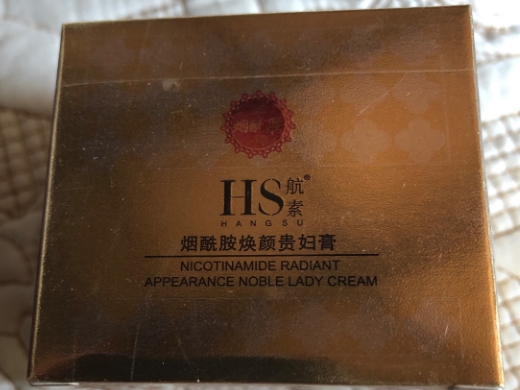 HS航素®
HANGSU
烟酰胺焕颜贵妇膏
NICOTINAMIDE RADIANT
APPEARANCE NOBLE LADY CREAM